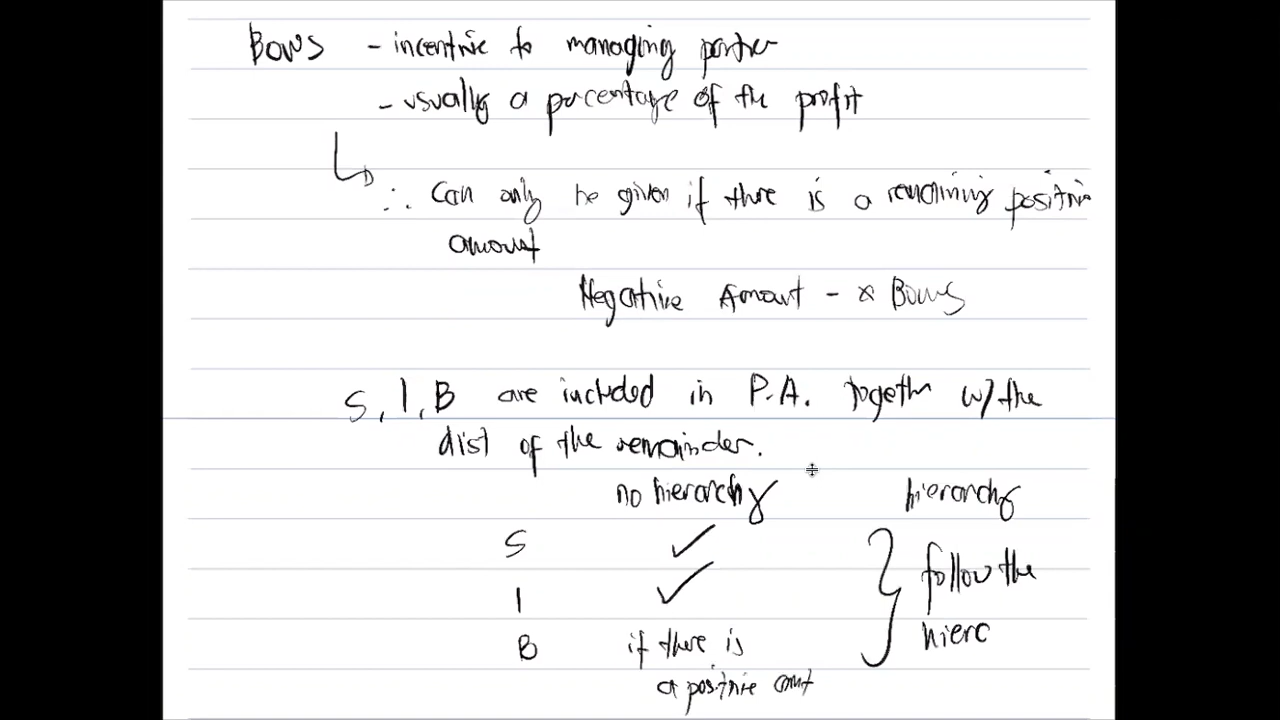 Bonus - incentive to managing partner
- usually a percentage of the profit
∴ Can only be given if there is a remaining positive
amount
Negative Amount - x Bonus
S, I, B are included in P.A. together w/ the
dist of the remainder.
no hierarchy hierarchy
S ✓
I ✓ follow the
B if there is hierc
a positive amt